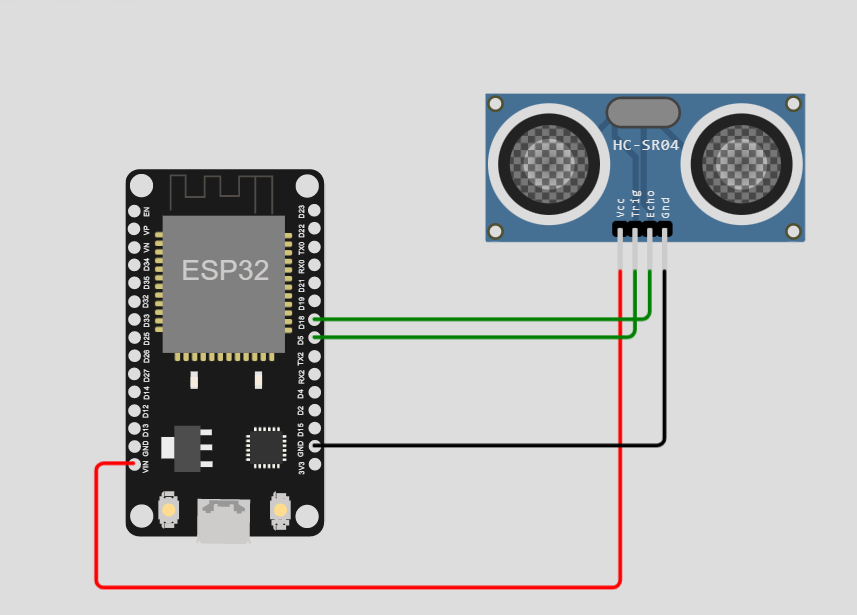 HC-SR04
Vcc
Trig
Echo
Gnd
ESP32
EN
VP
VN
D34
D35
D32
D33
D25
D26
D27
D14
D12
D13
GND
VIN
D23
D22
TX0
RX0
D21
D19
D18
D5
TX2
RX2
D4
D2
D15
GND
3V3